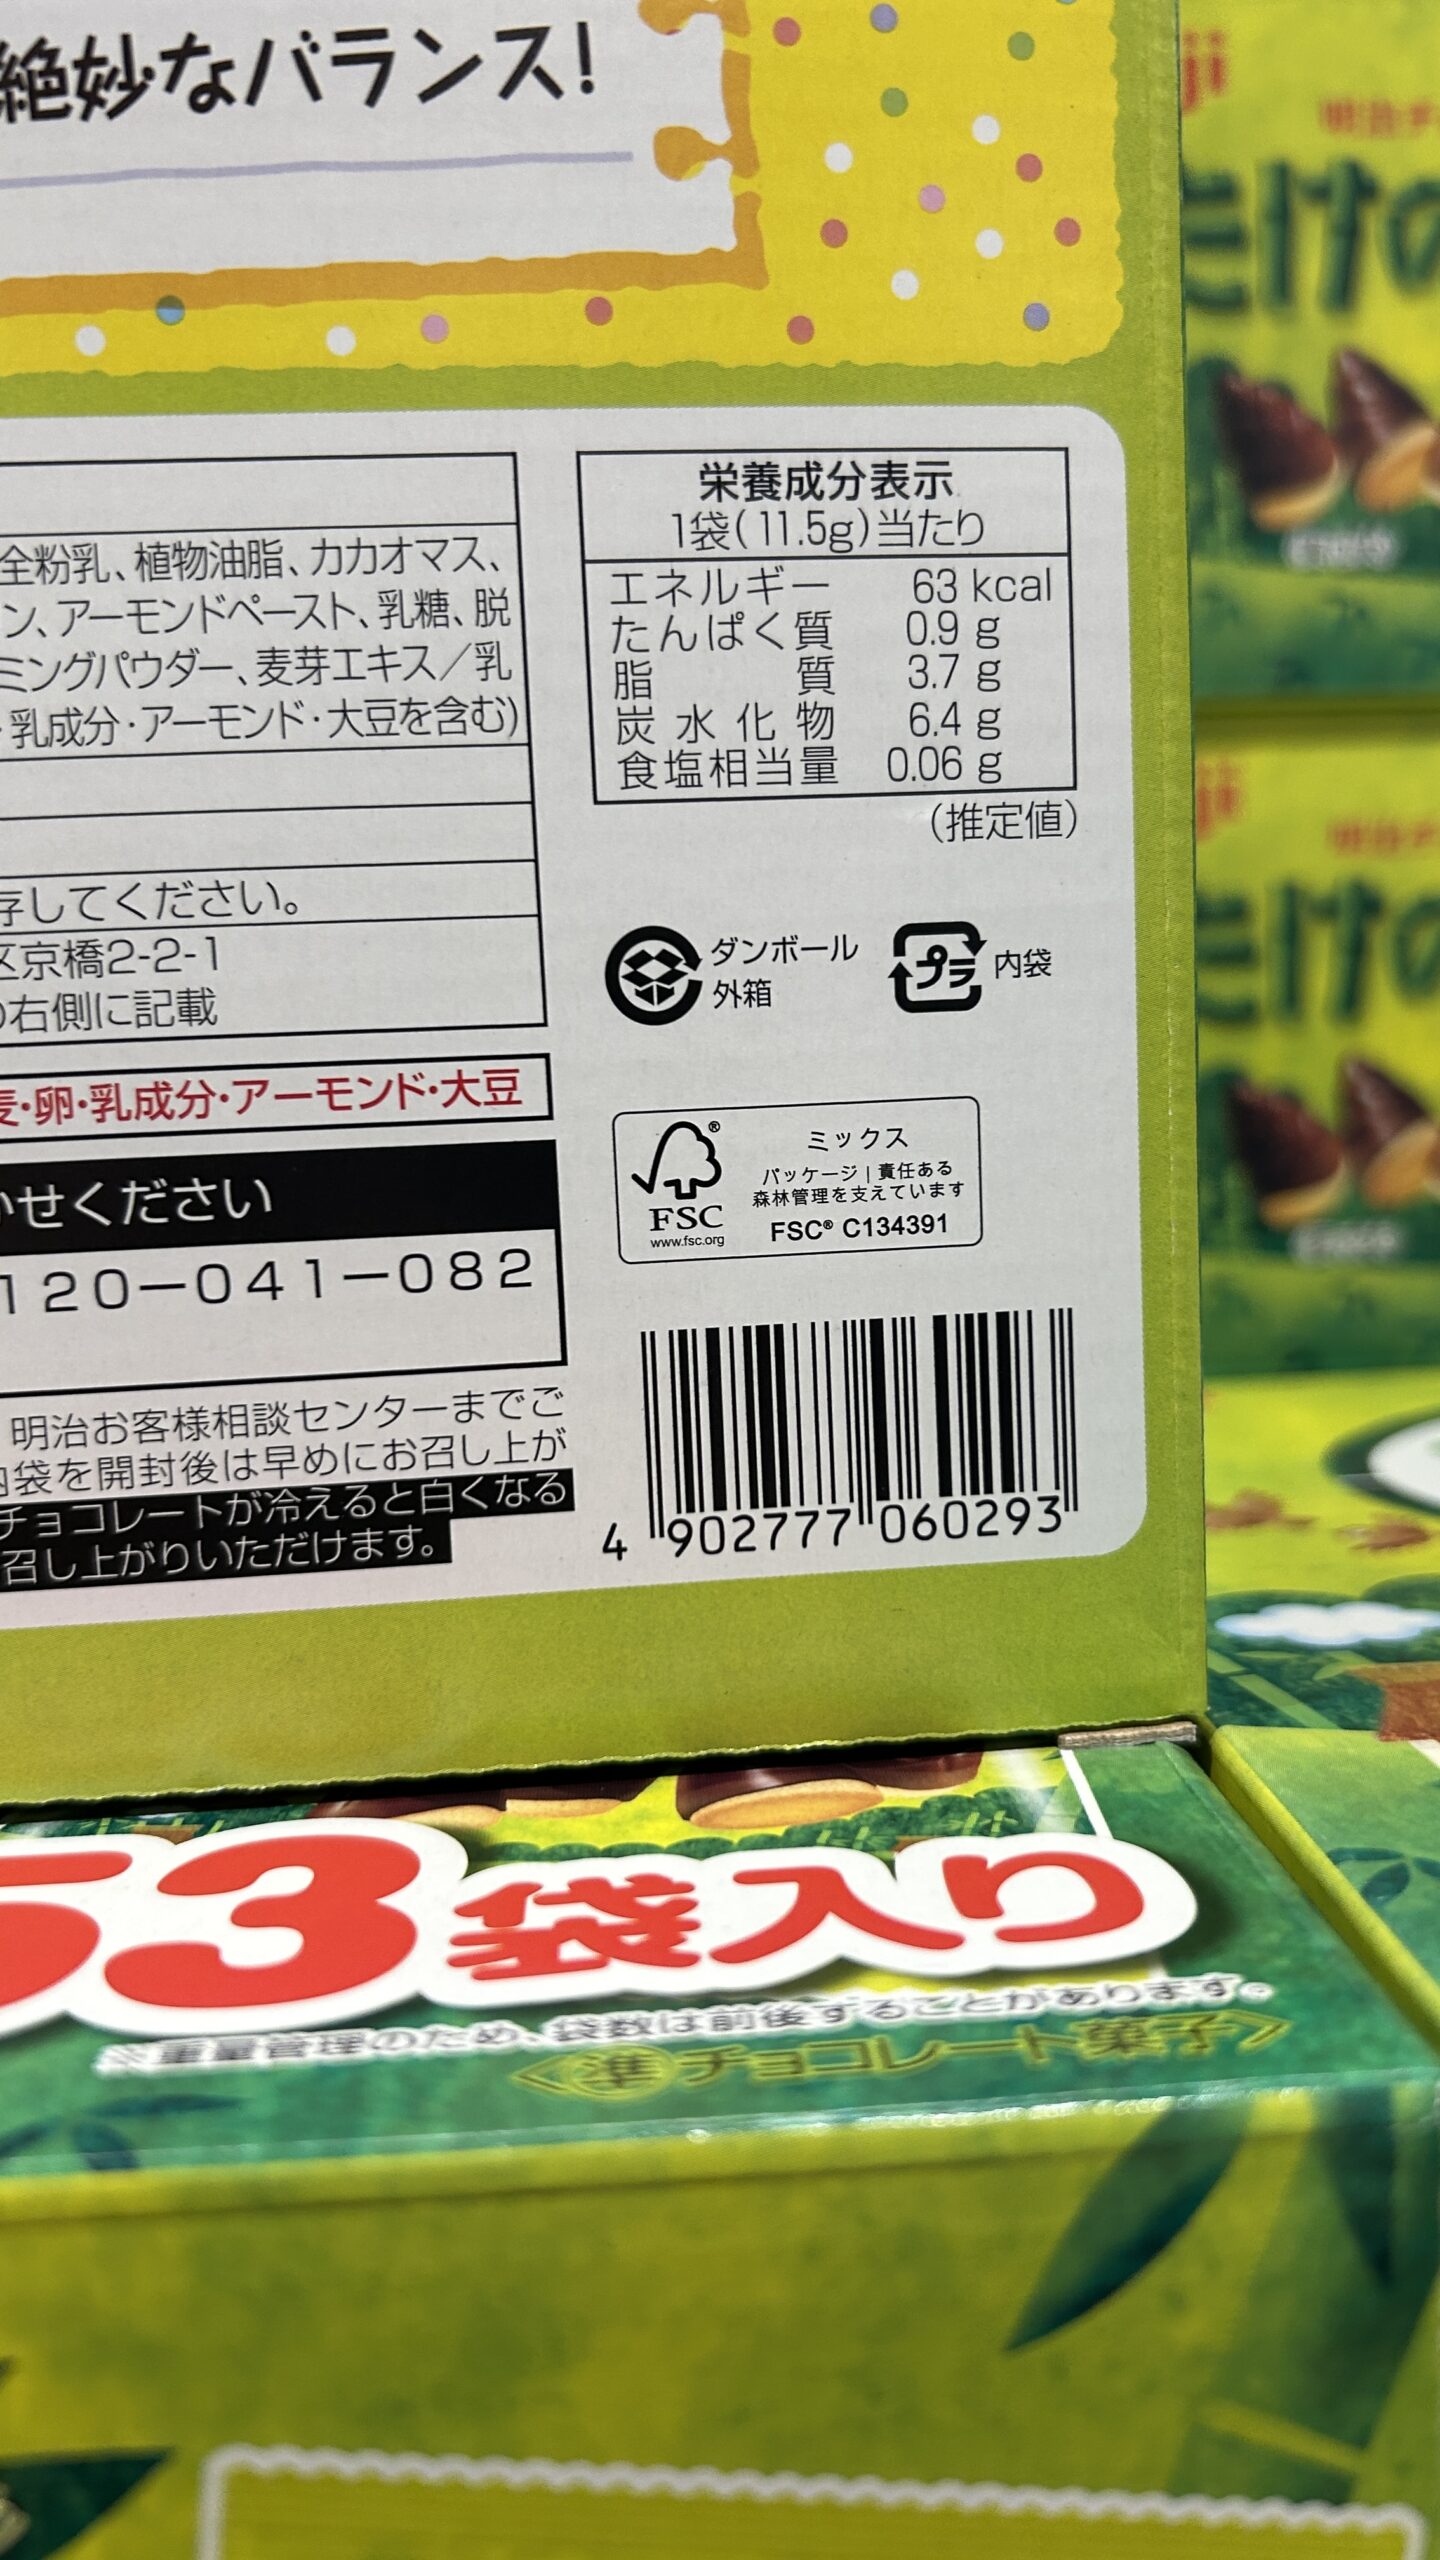 絶妙なバランス!
全粉乳、植物油脂、カカオマス、
ン、アーモンドペースト、乳糖、脱
ミングパウダー、麦芽エキス／乳
・乳成分・アーモンド・大豆を含む)
存してください。
区京橋2-2-1
の右側に記載
麦・卵・乳成分・アーモンド・大豆
かせください
120-041-082
明治お客様相談センターまでご
内袋を開封後は早めにお召し上が
チョコレートが冷えると白くなる
召し上がりいただけます。
栄養成分表示
1袋(11.5g)当たり
エネルギー 63 kcal
たんぱく質 0.9 g
脂質 3.7 g
炭水化物 6.4 g
食塩相当量 0.06 g
(推定値)
ダンボール
外箱
プラ
内袋
FSC
www.fsc.org
ミックス
パッケージ | 責任ある
森林管理を支えています
FSC® C134391
4 902777 060293
53袋入り
※重量管理のため、袋数は前後することがあります。
〈準チョコレート菓子〉
明治チ
たけの
明治チ
たけの